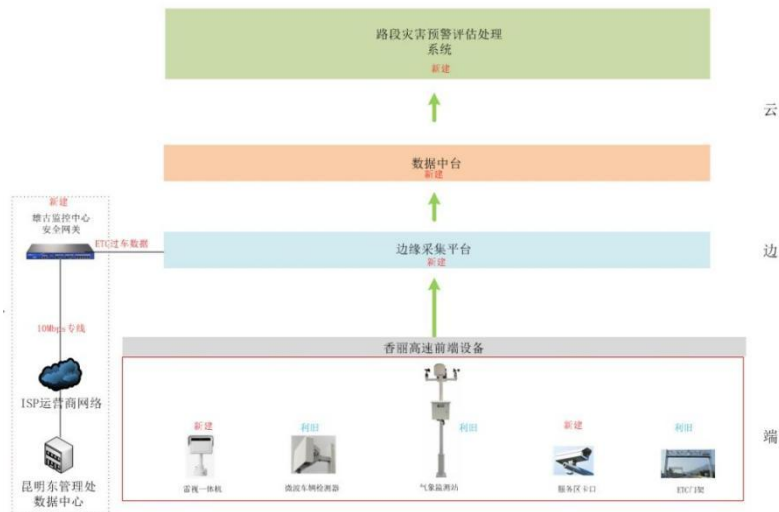 路段灾害预警评估处理
系统
新建
云
数据中台
新建
新建
雄古监控中心
安全网关
ETC过车数据
边缘采集平台
新建
边
10Mbps专线
香丽高速前端设备
ISP运营商网络
昆明东管理处
数据中心
新建
利旧
利旧
新建
利旧
端
雷视一体机
微波车辆检测器
气象监测站
服务区卡口
ETC门架